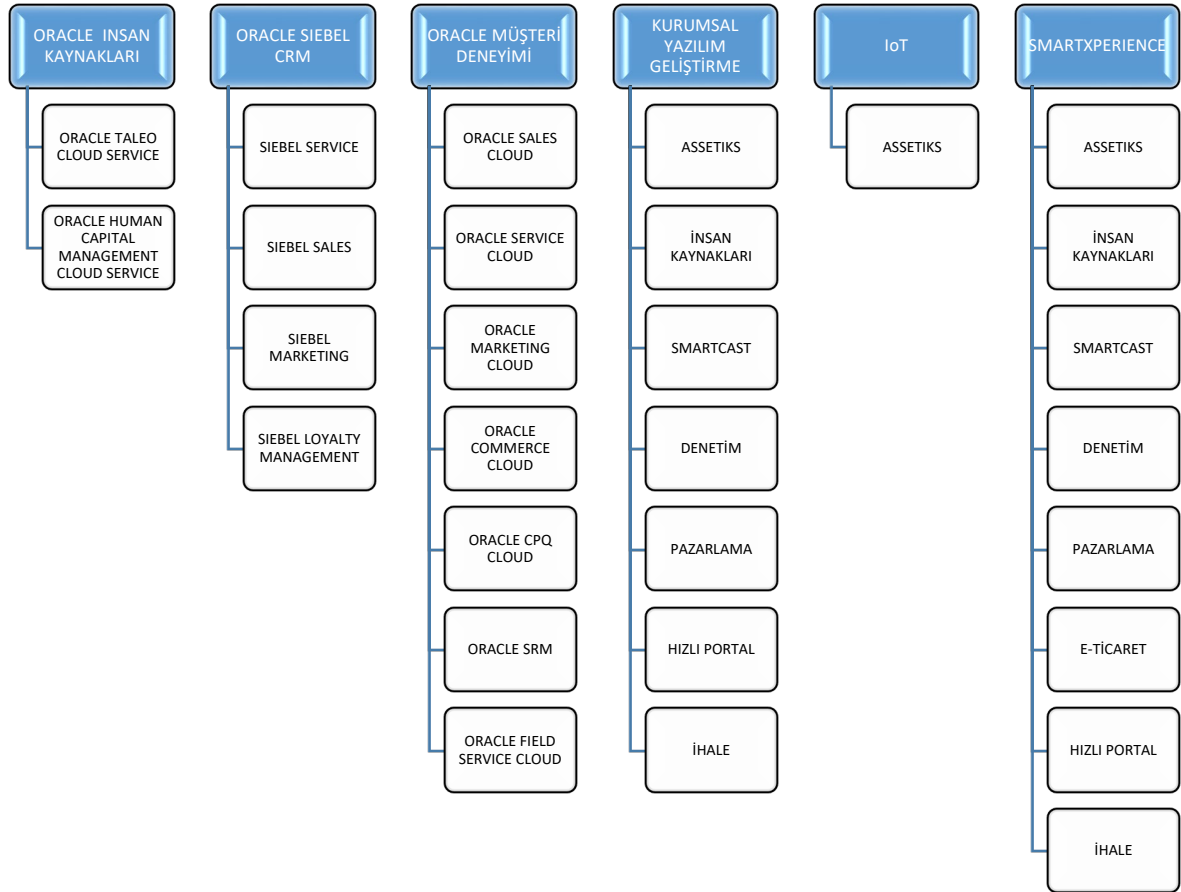 ORACLE INSAN
KAYNAKLARI
ORACLE TALEO
CLOUD SERVICE
ORACLE HUMAN
CAPITAL
MANAGEMENT
CLOUD SERVICE
ORACLE SIEBEL
CRM
SIEBEL SERVICE
SIEBEL SALES
SIEBEL
MARKETING
SIEBEL LOYALTY
MANAGEMENT
ORACLE MÜŞTERİ
DENEYİMİ
ORACLE SALES
CLOUD
ORACLE SERVICE
CLOUD
ORACLE
MARKETING
CLOUD
ORACLE
COMMERCE
CLOUD
ORACLE CPQ
CLOUD
ORACLE SRM
ORACLE FIELD
SERVICE CLOUD
KURUMSAL
YAZILIM
GELİŞTİRME
ASSETIKS
İNSAN
KAYNAKLARI
SMARTCAST
DENETİM
PAZARLAMA
HIZLI PORTAL
İHALE
IoT
ASSETIKS
SMARTXPERIENCE
ASSETIKS
İNSAN
KAYNAKLARI
SMARTCAST
DENETİM
PAZARLAMA
E-TİCARET
HIZLI PORTAL
İHALE